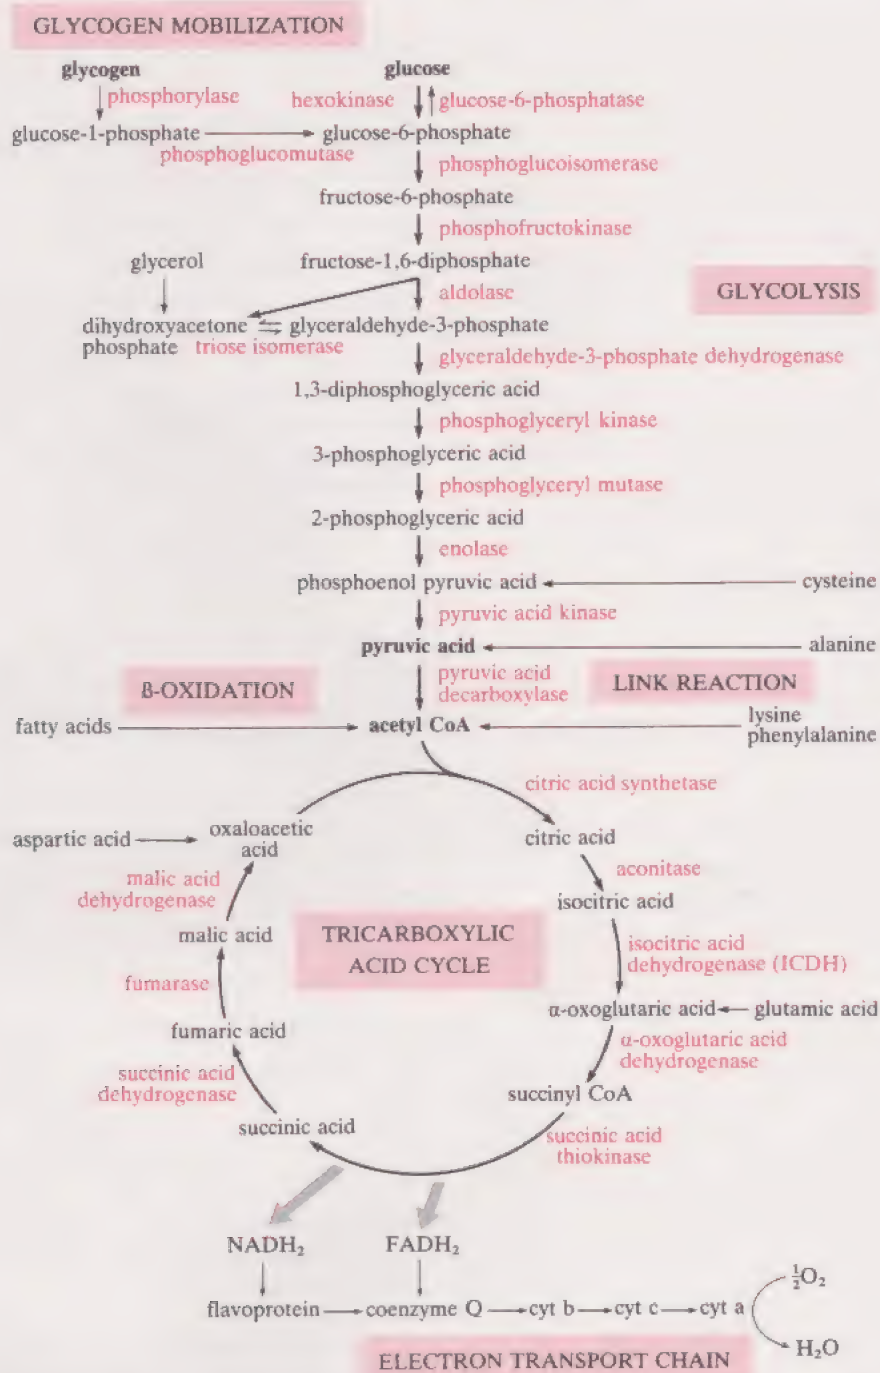 GLYCOGEN MOBILIZATION
glycogen
glucose
phosphorylase
hexokinase
glucose-6-phosphatase
glucose-1-phosphate
glucose-6-phosphate
phosphoglucomutase
phosphoglucoisomerase
fructose-6-phosphate
phosphofructokinase
glycerol
fructose-1,6-diphosphate
aldolase
GLYCOLYSIS
dihydroxyacetone
phosphate
glyceraldehyde-3-phosphate
triose isomerase
glyceraldehyde-3-phosphate dehydrogenase
1,3-diphosphoglyceric acid
phosphoglyceryl kinase
3-phosphoglyceric acid
phosphoglyceryl mutase
2-phosphoglyceric acid
enolase
phosphoenol pyruvic acid
cysteine
pyruvic acid kinase
pyruvic acid
alanine
ß-OXIDATION
pyruvic acid
decarboxylase
LINK REACTION
fatty acids
acetyl CoA
lysine
phenylalanine
citric acid synthetase
aspartic acid
oxaloacetic
acid
citric acid
malic acid
dehydrogenase
aconitase
isocitric acid
malic acid
TRICARBOXYLIC
ACID CYCLE
isocitric acid
dehydrogenase (ICDH)
fumarase
α-oxoglutaric acid
glutamic acid
fumaric acid
α-oxoglutaric acid
dehydrogenase
succinic acid
dehydrogenase
succinyl CoA
succinic acid
succinic acid
thiokinase
NADH₂
FADH₂
½O₂
flavoprotein
coenzyme Q
cyt b
cyt c
cyt a
H₂O
ELECTRON TRANSPORT CHAIN